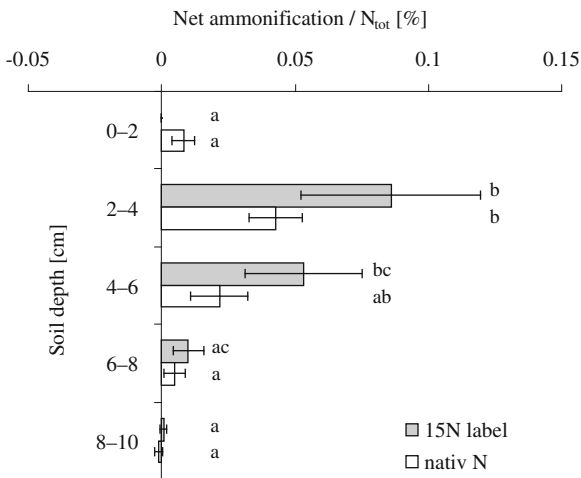 Net ammonification / Ntot [%]
-0.05 0 0.05 0.1 0.15
Soil depth [cm]
0–2 a
a
2–4 b
b
4–6 bc
ab
6–8 ac
a
8–10 a
a
15N label
nativ N